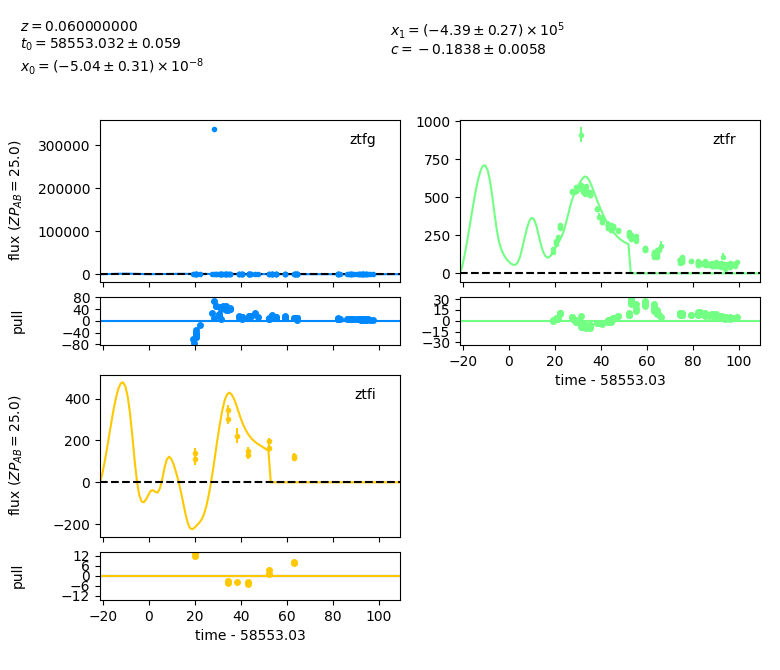 z = 0.060000000
t₀ = 58553.032 ± 0.059
x₀ = (−5.04 ± 0.31) × 10⁻⁸
x₁ = (−4.39 ± 0.27) × 10⁵
c = −0.1838 ± 0.0058
flux (ZP_AB = 25.0)
300000
200000
100000
0
ztfg
pull
80
40
0
−40
−80
1000
750
500
250
0
ztfr
30
15
0
−15
−30
−20 0 20 40 60 80 100
time - 58553.03
flux (ZP_AB = 25.0)
400
200
0
−200
ztfi
pull
12
6
0
−6
−12
−20 0 20 40 60 80 100
time - 58553.03